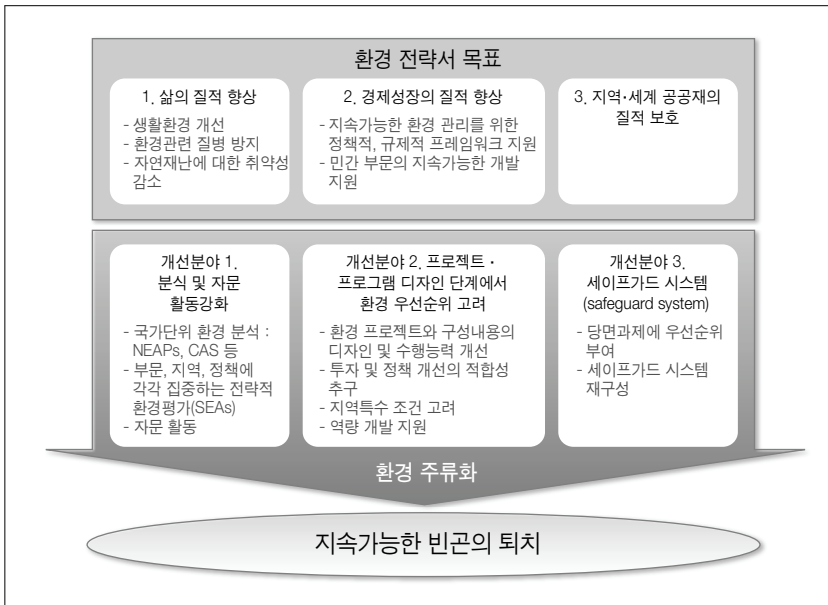 환경 전략서 목표
1. 삶의 질적 향상
- 생활환경 개선
- 환경관련 질병 방지
- 자연재난에 대한 취약성
감소
2. 경제성장의 질적 향상
- 지속가능한 환경 관리를 위한
정책적, 규제적 프레임워크 지원
- 민간 부문의 지속가능한 개발
지원
3. 지역·세계 공공재의
질적 보호
개선분야 1.
분식 및 자문
활동강화
- 국가단위 환경 분석 :
NEAPs, CAS 등
- 부문, 지역, 정책에
각각 집중하는 전략적
환경평가(SEAs)
- 자문 활동
개선분야 2. 프로젝트 ·
프로그램 디자인 단계에서
환경 우선순위 고려
- 환경 프로젝트와 구성내용의
디자인 및 수행능력 개선
- 투자 및 정책 개선의 적합성
추구
- 지역특수 조건 고려
- 역량 개발 지원
개선분야 3.
세이프가드 시스템
(safeguard system)
- 당면과제에 우선순위
부여
- 세이프가드 시스템
재구성
환경 주류화
지속가능한 빈곤의 퇴치